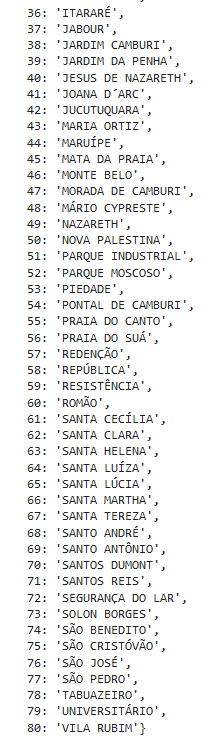 36: 'ITARARÉ',
37: 'JABOUR',
38: 'JARDIM CAMBURI',
39: 'JARDIM DA PENHA',
40: 'JESUS DE NAZARETH',
41: 'JOANA D´ARC',
42: 'JUCUTUQUARA',
43: 'MARIA ORTIZ',
44: 'MARUÍPE',
45: 'MATA DA PRAIA',
46: 'MONTE BELO',
47: 'MORADA DE CAMBURI',
48: 'MÁRIO CYPRESTE',
49: 'NAZARETH',
50: 'NOVA PALESTINA',
51: 'PARQUE INDUSTRIAL',
52: 'PARQUE MOSCOSO',
53: 'PIEDADE',
54: 'PONTAL DE CAMBURI',
55: 'PRAIA DO CANTO',
56: 'PRAIA DO SUÁ',
57: 'REDENÇÃO',
58: 'REPÚBLICA',
59: 'RESISTÊNCIA',
60: 'ROMÃO',
61: 'SANTA CECÍLIA',
62: 'SANTA CLARA',
63: 'SANTA HELENA',
64: 'SANTA LUÍZA',
65: 'SANTA LÚCIA',
66: 'SANTA MARTHA',
67: 'SANTA TEREZA',
68: 'SANTO ANDRÉ',
69: 'SANTO ANTÔNIO',
70: 'SANTOS DUMONT',
71: 'SANTOS REIS',
72: 'SEGURANÇA DO LAR',
73: 'SOLON BORGES',
74: 'SÃO BENEDITO',
75: 'SÃO CRISTÓVÃO',
76: 'SÃO JOSÉ',
77: 'SÃO PEDRO',
78: 'TABUAZEIRO',
79: 'UNIVERSITÁRIO',
80: 'VILA RUBIM'}